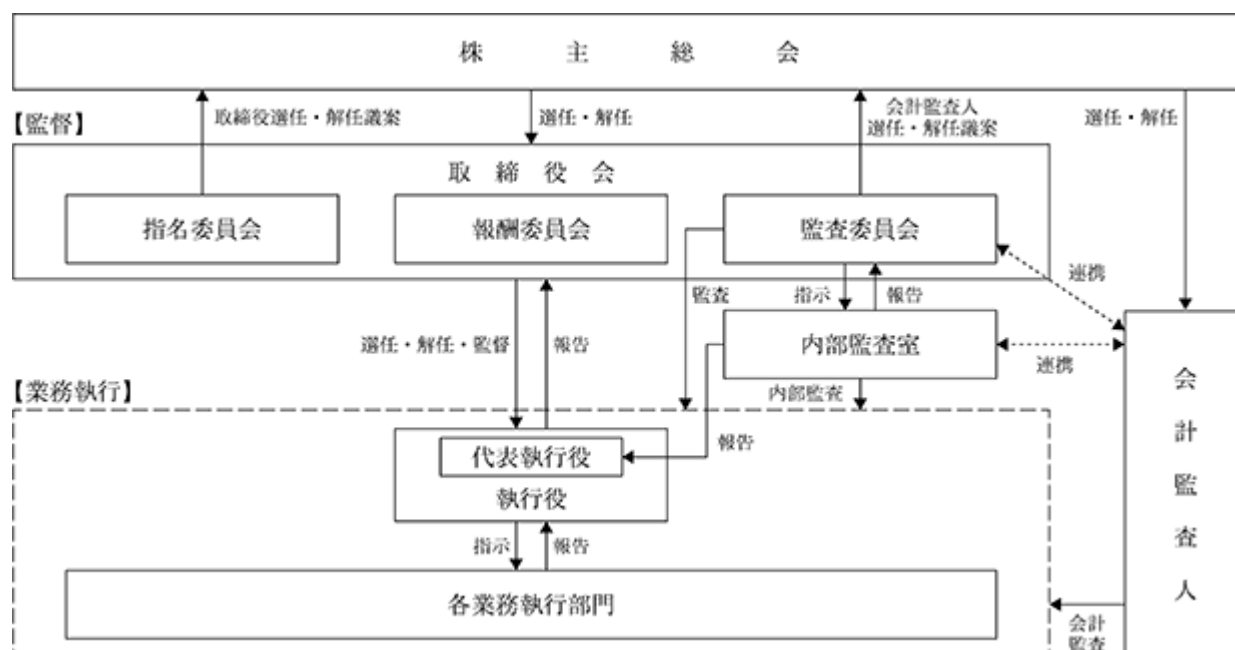 株主総会
取締役選任・解任議案
選任・解任
会計監査人
選任・解任議案
選任・解任
【監督】
取締役会
指名委員会
報酬委員会
監査委員会
連携
監査
指示
報告
選任・解任・監督
報告
内部監査室
連携
【業務執行】
内部監査
代表執行役
報告
執行役
指示
報告
各業務執行部門
会計監査人
会計
監査